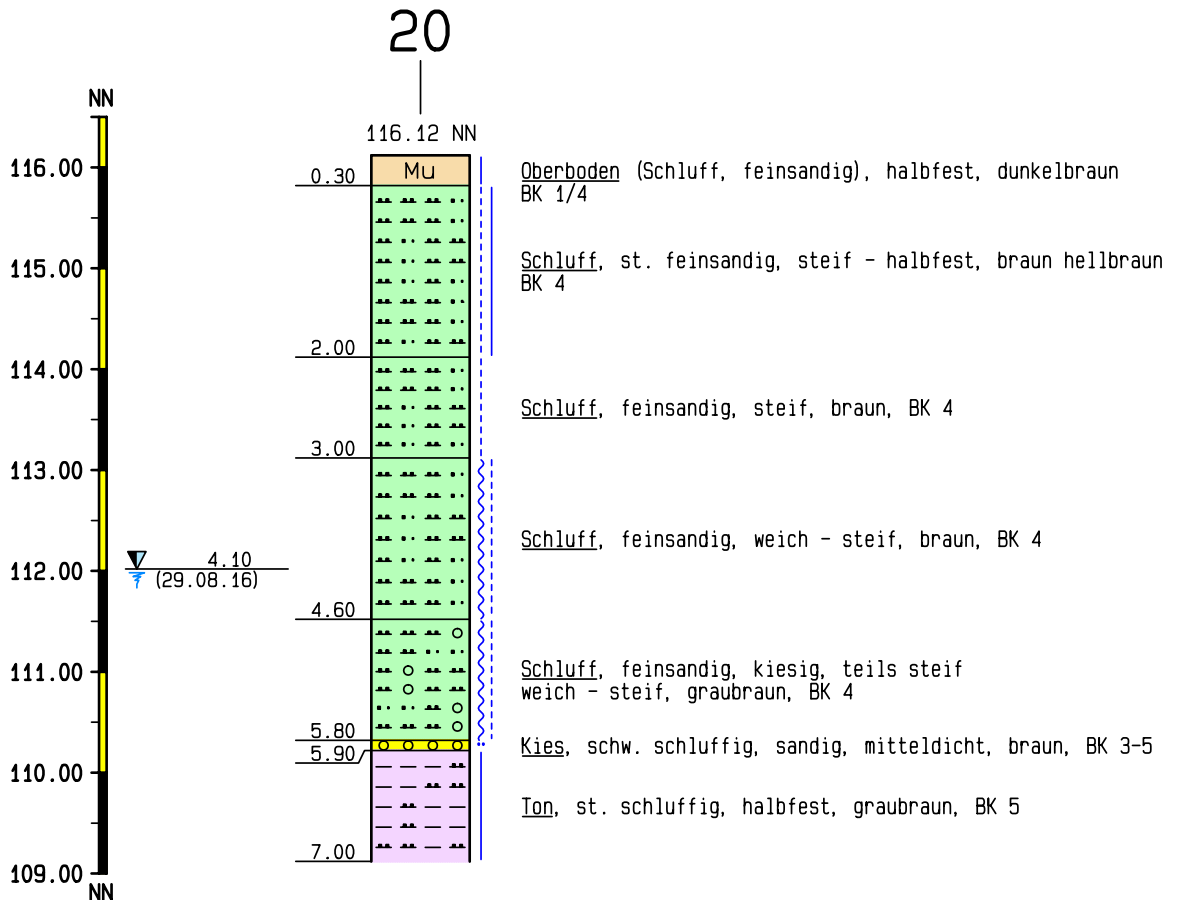 20
NN
116.12 NN
116.00
0.30
Mu
Oberboden (Schluff, feinsandig), halbfest, dunkelbraun
BK 1/4
115.00
Schluff, st. feinsandig, steif - halbfest, braun hellbraun
BK 4
2.00
114.00
Schluff, feinsandig, steif, braun, BK 4
3.00
113.00
Schluff, feinsandig, weich - steif, braun, BK 4
4.10
(29.08.16)
112.00
4.60
111.00
Schluff, feinsandig, kiesig, teils steif
weich - steif, graubraun, BK 4
5.80
5.90
Kies, schw. schluffig, sandig, mitteldicht, braun, BK 3-5
110.00
Ton, st. schluffig, halbfest, graubraun, BK 5
7.00
109.00
NN